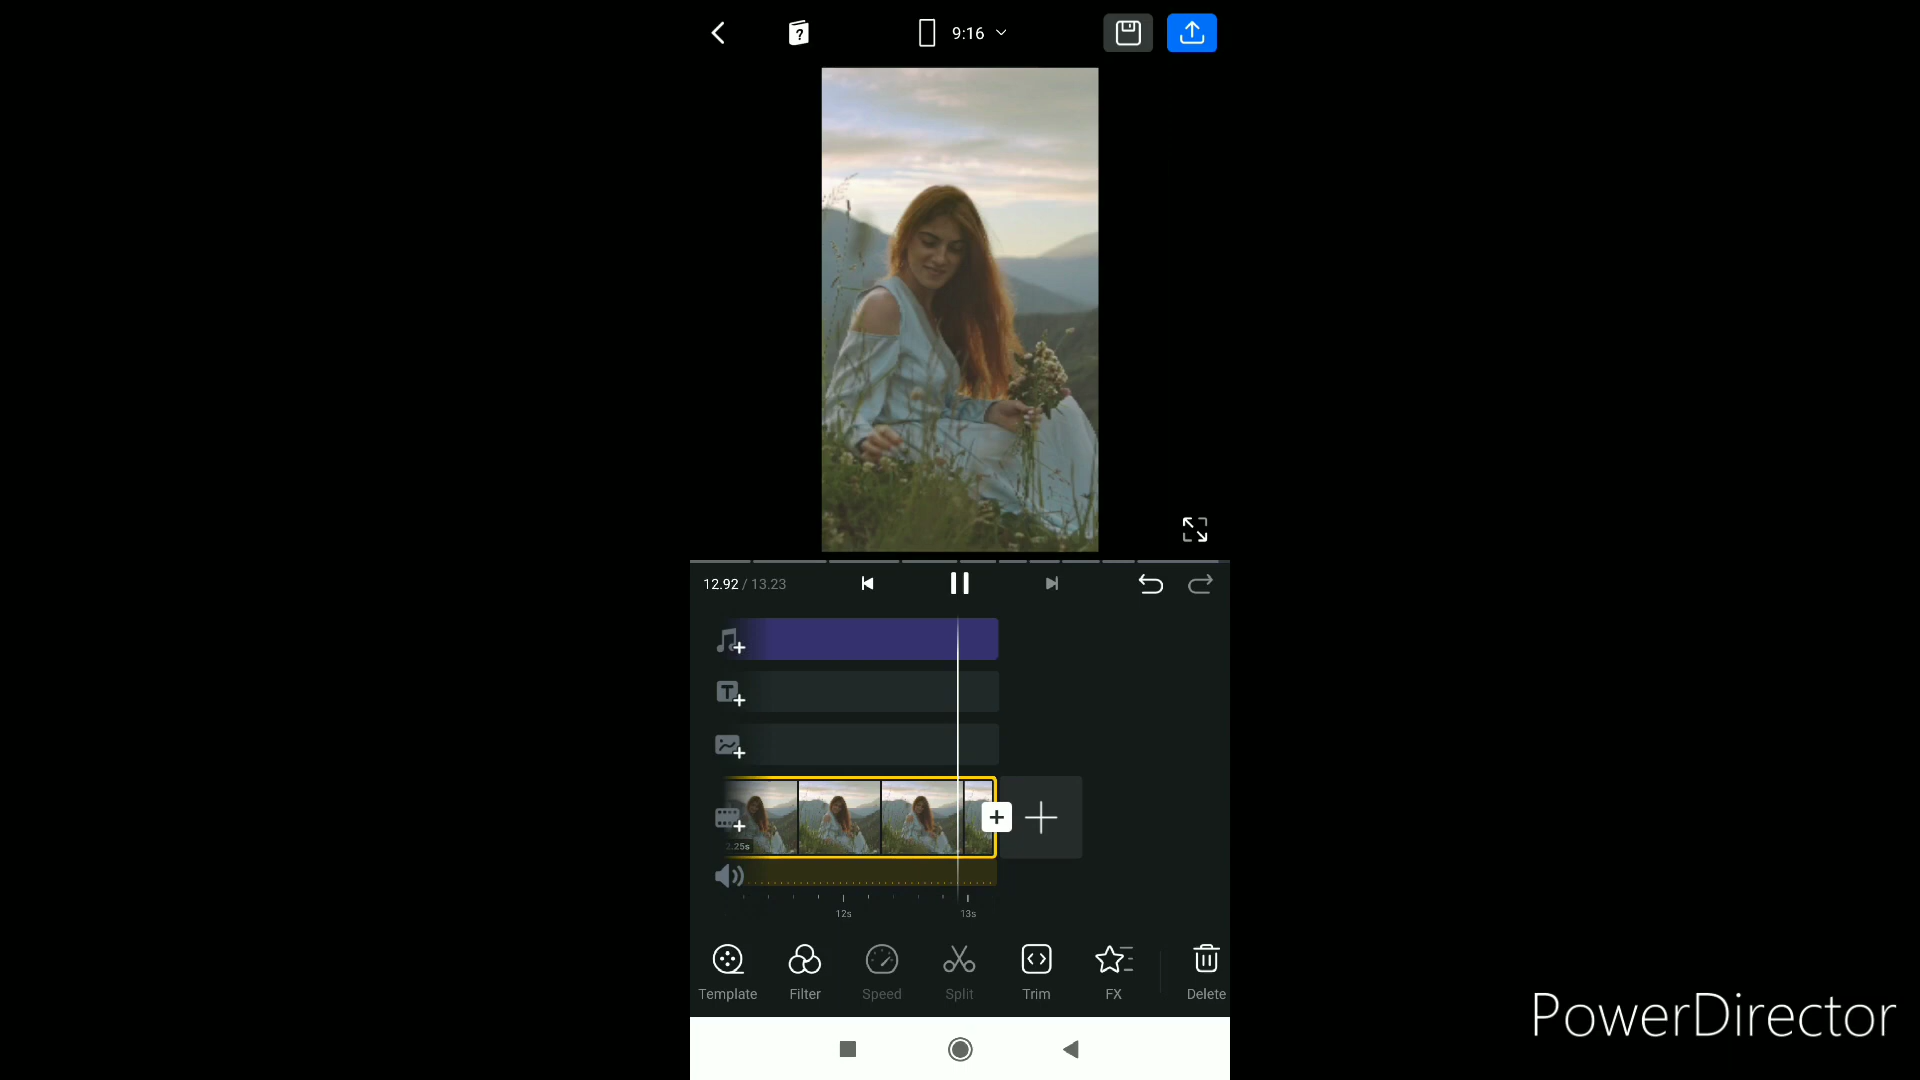 9:16
12.92 / 13.23
T
2.25s
12s 13s
Template Filter Speed Split Trim FX Delete
PowerDirector